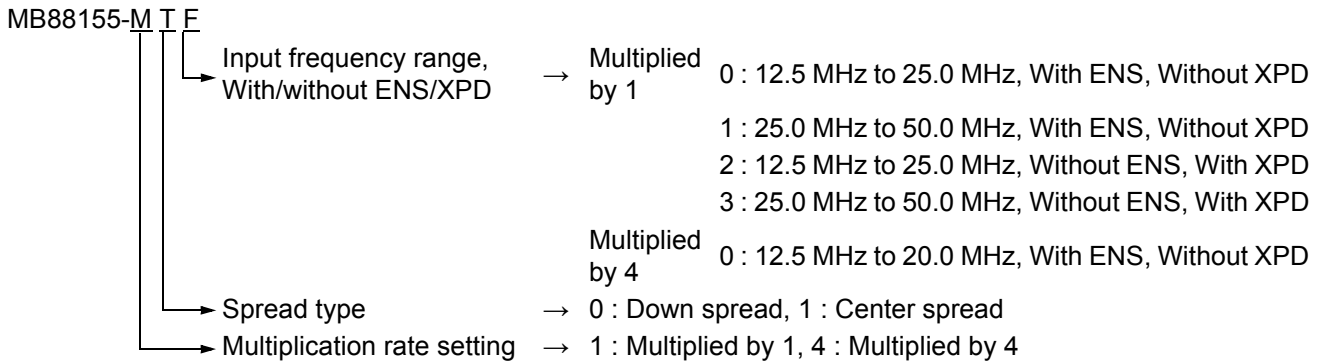 MB88155-M T F
Input frequency range, With/without ENS/XPD → Multiplied by 1 0 : 12.5 MHz to 25.0 MHz, With ENS, Without XPD
1 : 25.0 MHz to 50.0 MHz, With ENS, Without XPD
2 : 12.5 MHz to 25.0 MHz, Without ENS, With XPD
3 : 25.0 MHz to 50.0 MHz, Without ENS, With XPD
Multiplied by 4 0 : 12.5 MHz to 20.0 MHz, With ENS, Without XPD
Spread type → 0 : Down spread, 1 : Center spread
Multiplication rate setting → 1 : Multiplied by 1, 4 : Multiplied by 4